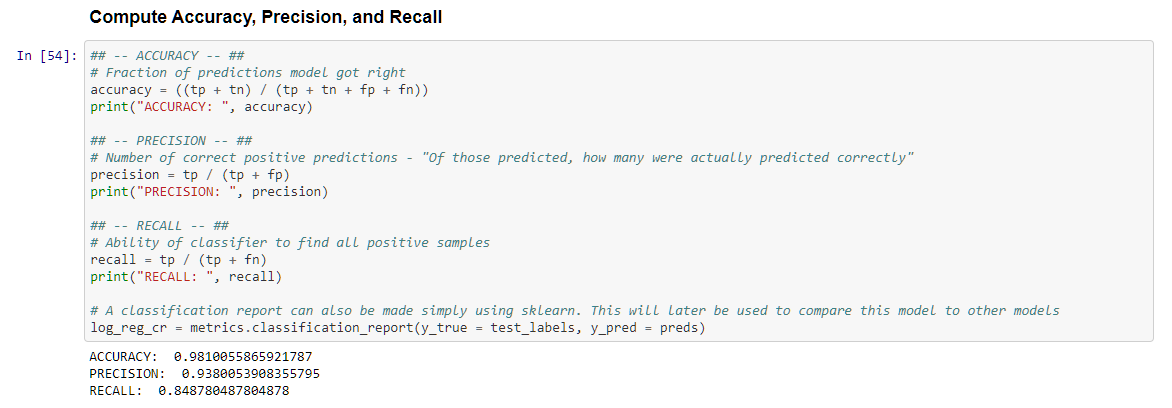 Compute Accuracy, Precision, and Recall
In [54]:
## -- ACCURACY -- ##
# Fraction of predictions model got right
accuracy = ((tp + tn) / (tp + tn + fp + fn))
print("ACCURACY: ", accuracy)
## -- PRECISION -- ##
# Number of correct positive predictions - "Of those predicted, how many were actually predicted correctly"
precision = tp / (tp + fp)
print("PRECISION: ", precision)
## -- RECALL -- ##
# Ability of classifier to find all positive samples
recall = tp / (tp + fn)
print("RECALL: ", recall)
# A classification report can also be made simply using sklearn. This will later be used to compare this model to other models
log_reg_cr = metrics.classification_report(y_true = test_labels, y_pred = preds)
ACCURACY:  0.9810055865921787
PRECISION:  0.9380053908355795
RECALL:  0.848780487804878